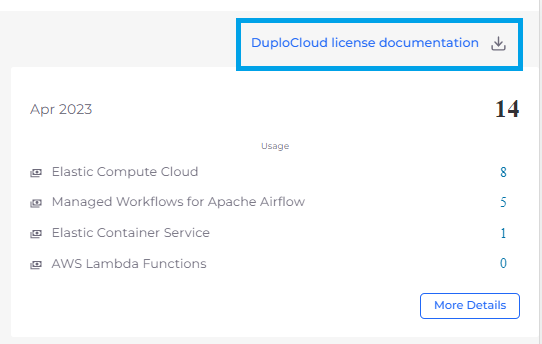 DuploCloud license documentation
Apr 2023 14
Usage
Elastic Compute Cloud 8
Managed Workflows for Apache Airflow 5
Elastic Container Service 1
AWS Lambda Functions 0
More Details